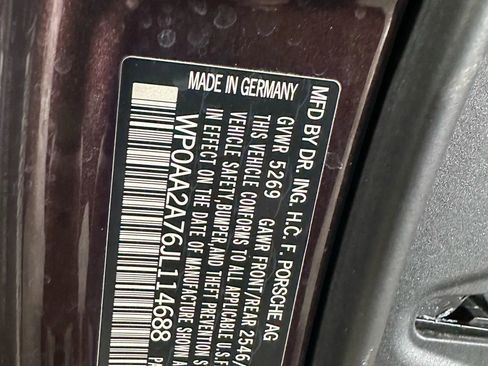 MFD BY DR. ING. H.C. F. PORSCHE AG
GVWR 5269 GAWR FRONT/REAR 2546/
THIS VEHICLE CONFORMS TO ALL APPLICABLE
VEHICLE SAFETY, BUMPER, AND THEFT PREVENTION S
IN EFFECT ON THE DATE OF MANUFACTURE
WP0AA2A76JL114688
MADE IN GERMANY